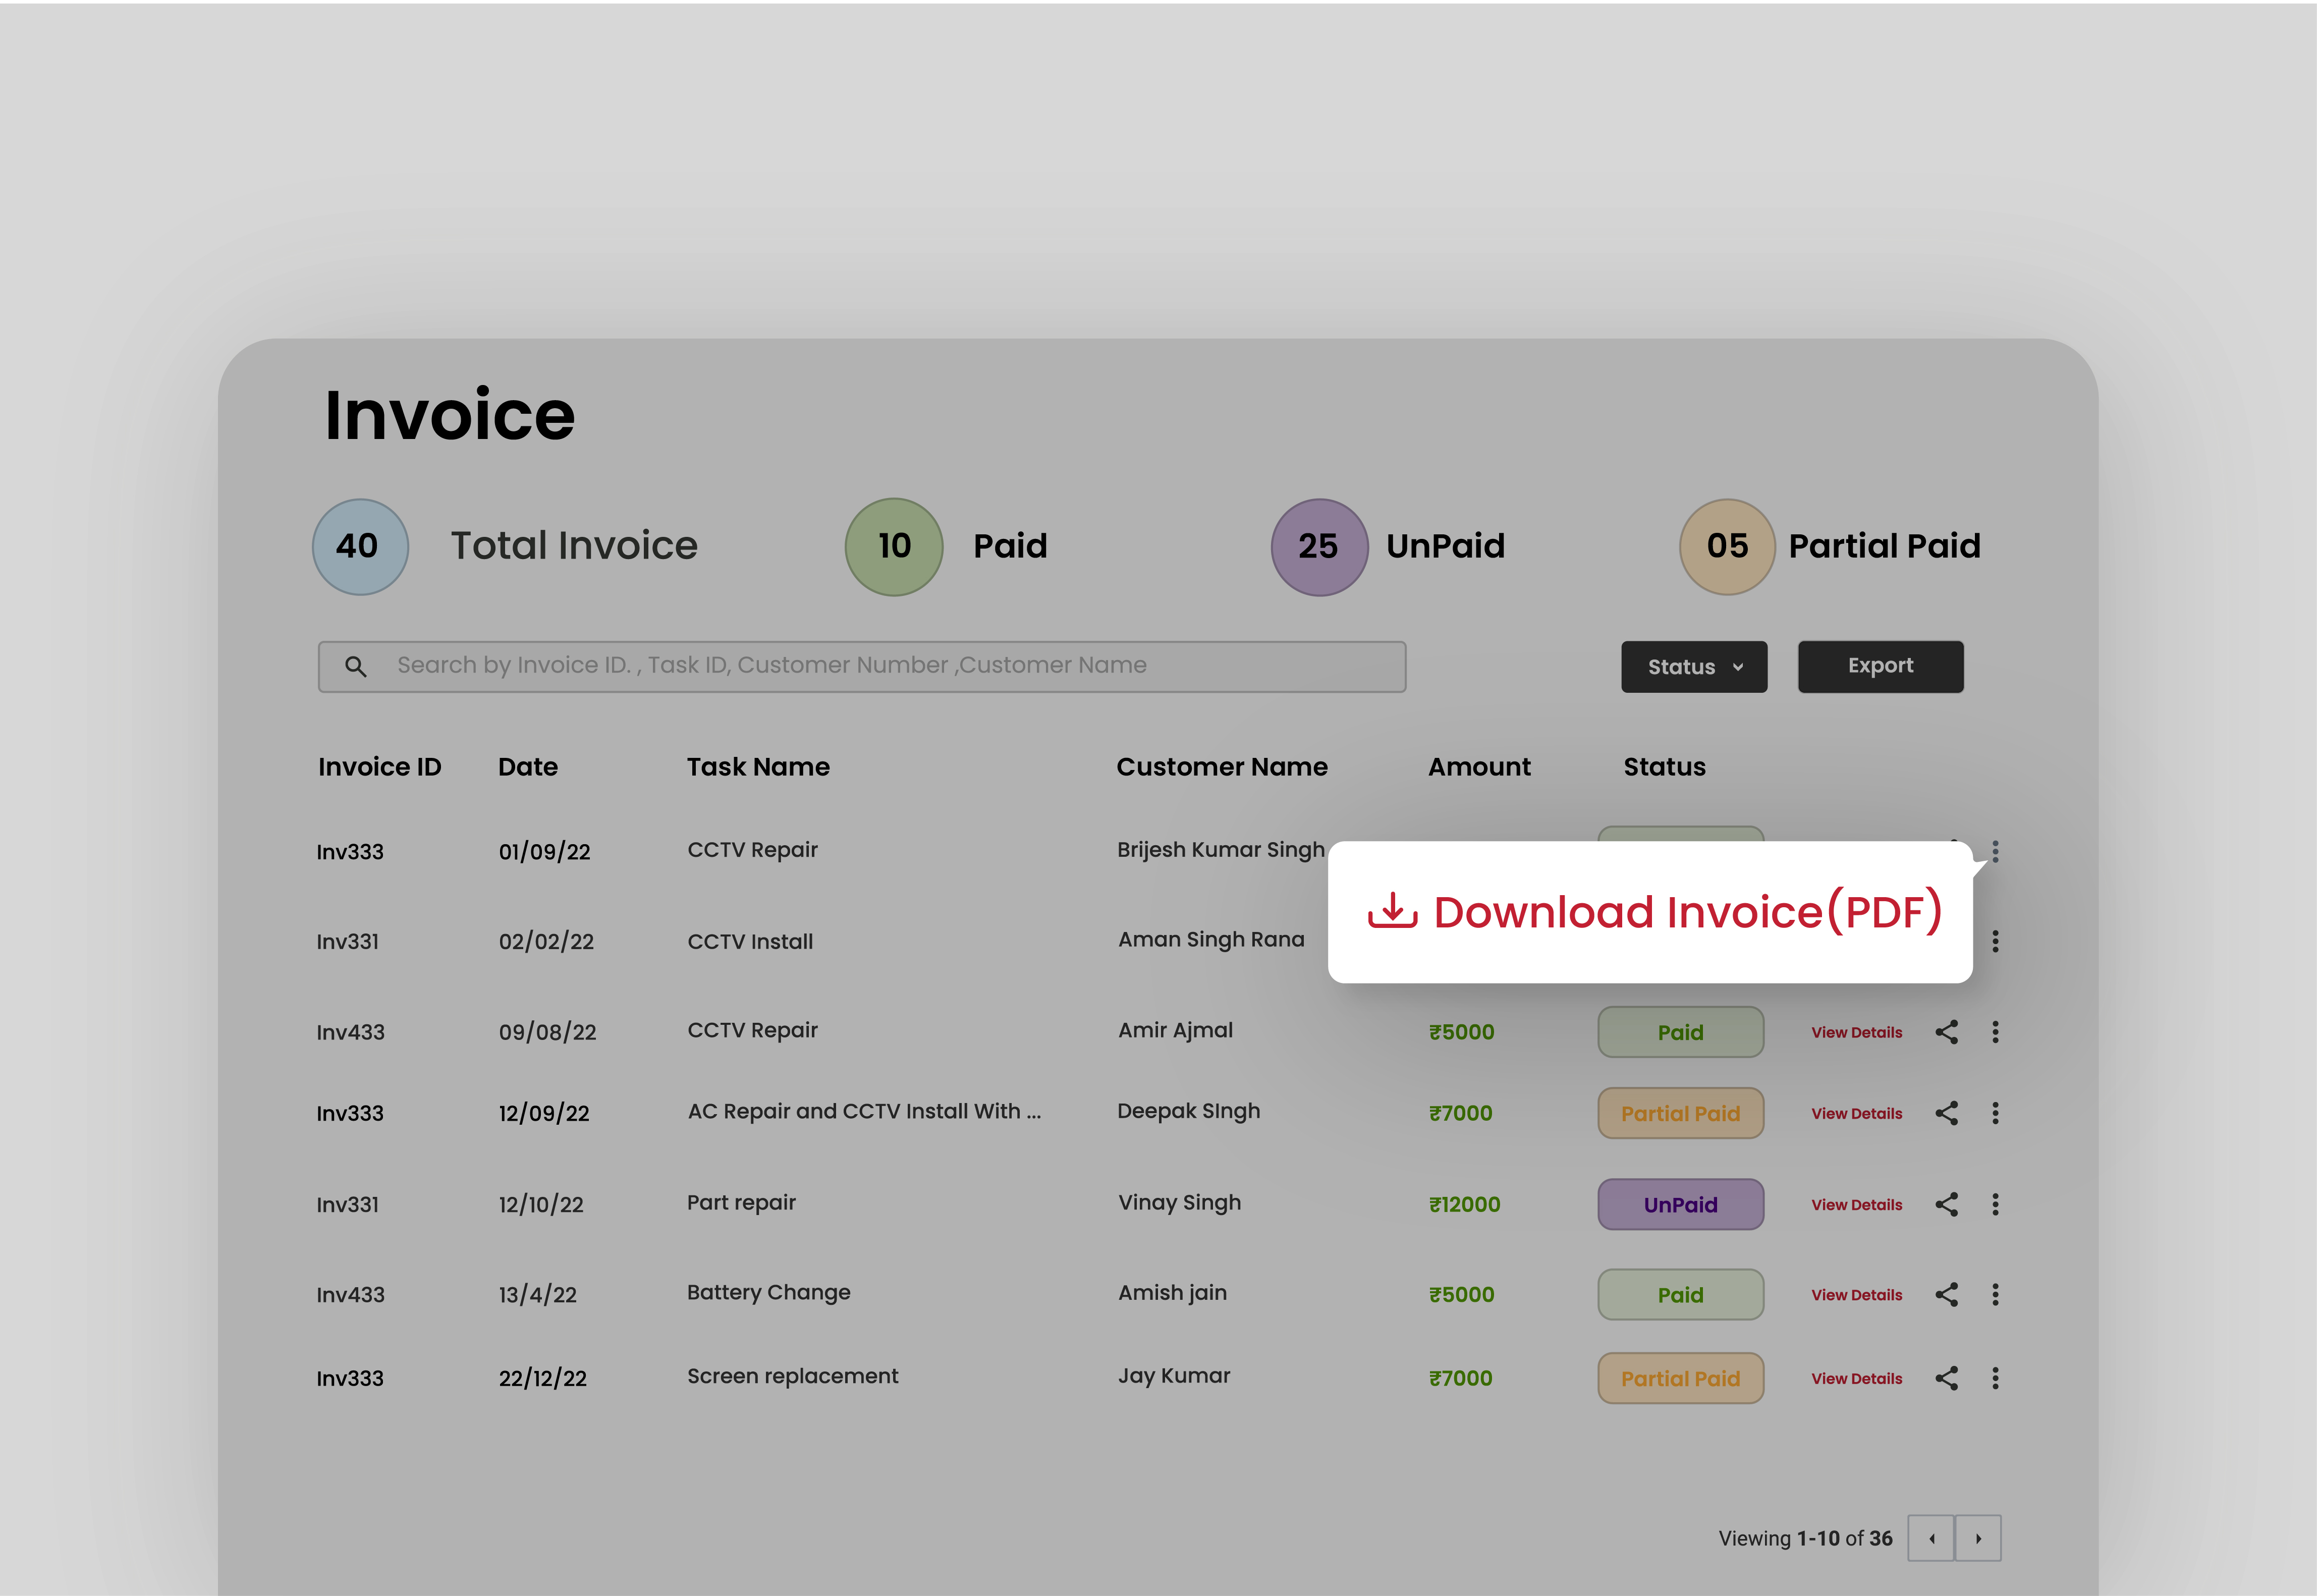 Invoice
40 Total Invoice 10 Paid 25 UnPaid 05 Partial Paid
Search by Invoice ID. , Task ID, Customer Number ,Customer Name Status Export
Invoice ID Date Task Name Customer Name Amount Status
Inv333 01/09/22 CCTV Repair Brijesh Kumar Singh
Download Invoice(PDF)
Inv331 02/02/22 CCTV Install Aman Singh Rana
Inv433 09/08/22 CCTV Repair Amir Ajmal ₹5000 Paid View Details
Inv333 12/09/22 AC Repair and CCTV Install With ... Deepak SIngh ₹7000 Partial Paid View Details
Inv331 12/10/22 Part repair Vinay Singh ₹12000 UnPaid View Details
Inv433 13/4/22 Battery Change Amish jain ₹5000 Paid View Details
Inv333 22/12/22 Screen replacement Jay Kumar ₹7000 Partial Paid View Details
Viewing 1-10 of 36